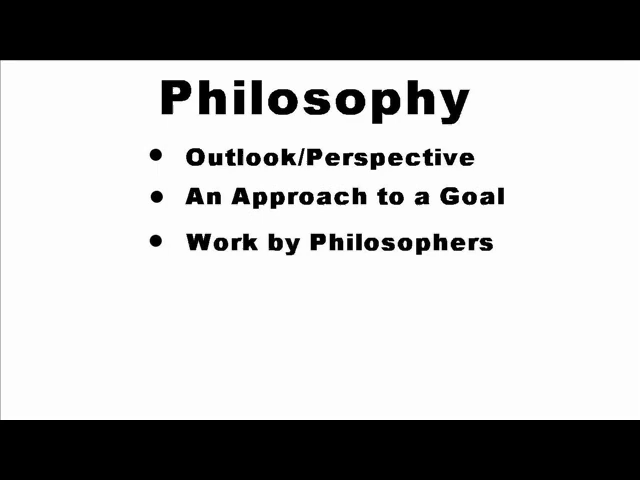 Philosophy
• Outlook/Perspective
• An Approach to a Goal
• Work by Philosophers